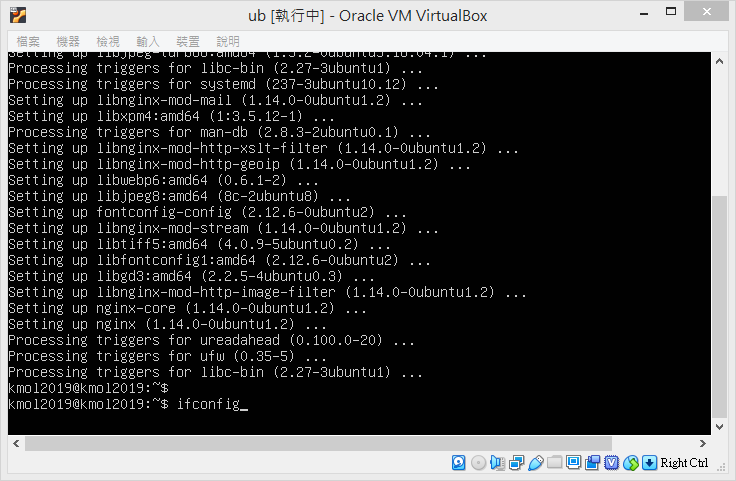 ub [執行中] - Oracle VM VirtualBox
檔案 機器 檢視 輸入 裝置 說明
Setting up libjpeg-turbo8:amd64 (1.5.2-0ubuntu5.18.04.1) ...
Processing triggers for libc-bin (2.27-3ubuntu1) ...
Processing triggers for systemd (237-3ubuntu10.12) ...
Setting up libnginx-mod-mail (1.14.0-0ubuntu1.2) ...
Setting up libxpm4:amd64 (1:3.5.12-1) ...
Processing triggers for man-db (2.8.3-2ubuntu0.1) ...
Setting up libnginx-mod-http-xslt-filter (1.14.0-0ubuntu1.2) ...
Setting up libnginx-mod-http-geoip (1.14.0-0ubuntu1.2) ...
Setting up libwebp6:amd64 (0.6.1-2) ...
Setting up libjpeg8:amd64 (8c-2ubuntu8) ...
Setting up fontconfig-config (2.12.6-0ubuntu2) ...
Setting up libnginx-mod-stream (1.14.0-0ubuntu1.2) ...
Setting up libtiff5:amd64 (4.0.9-5ubuntu0.2) ...
Setting up libfontconfig1:amd64 (2.12.6-0ubuntu2) ...
Setting up libgd3:amd64 (2.2.5-4ubuntu0.3) ...
Setting up libnginx-mod-http-image-filter (1.14.0-0ubuntu1.2) ...
Setting up nginx-core (1.14.0-0ubuntu1.2) ...
Setting up nginx (1.14.0-0ubuntu1.2) ...
Processing triggers for ureadahead (0.100.0-20) ...
Processing triggers for ufw (0.35-5) ...
Processing triggers for libc-bin (2.27-3ubuntu1) ...
kmol2019@kmol2019:~$
kmol2019@kmol2019:~$ ifconfig_
Right Ctrl